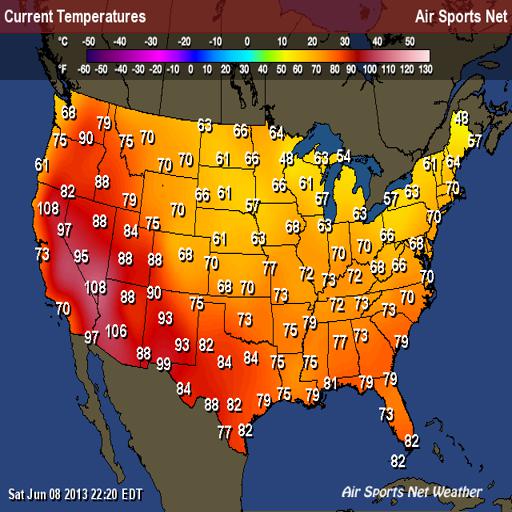 Current Temperatures Air Sports Net
°C -50 -40 -30 -20 -10 0 10 20 30 40 50
°F -60 -50 -40 -30 -20 -10 0 10 20 30 40 50 60 70 80 90 100 110 120 130
68 79 63 66 64 48
75 90 75 70 57
61 70 70 61 66 48 63 54 61 64
82 88 66 61 70
108 79 66 61 57 57 63
97 88 84 75 70 57 68 63 63 70
73 95 88 88 68 61 63 70 70 66 68
108 88 90 70 77 72 73 72 68 66 70
70 75 68 70 73 72 73 73 70
97 106 93 73 75 79 77 73 79
88 99 93 82 84 84 75 75
84 88 82 79 75 79 81 79 79
77 82 73 82
82
Sat Jun 08 2013 22:20 EDT Air Sports Net Weather